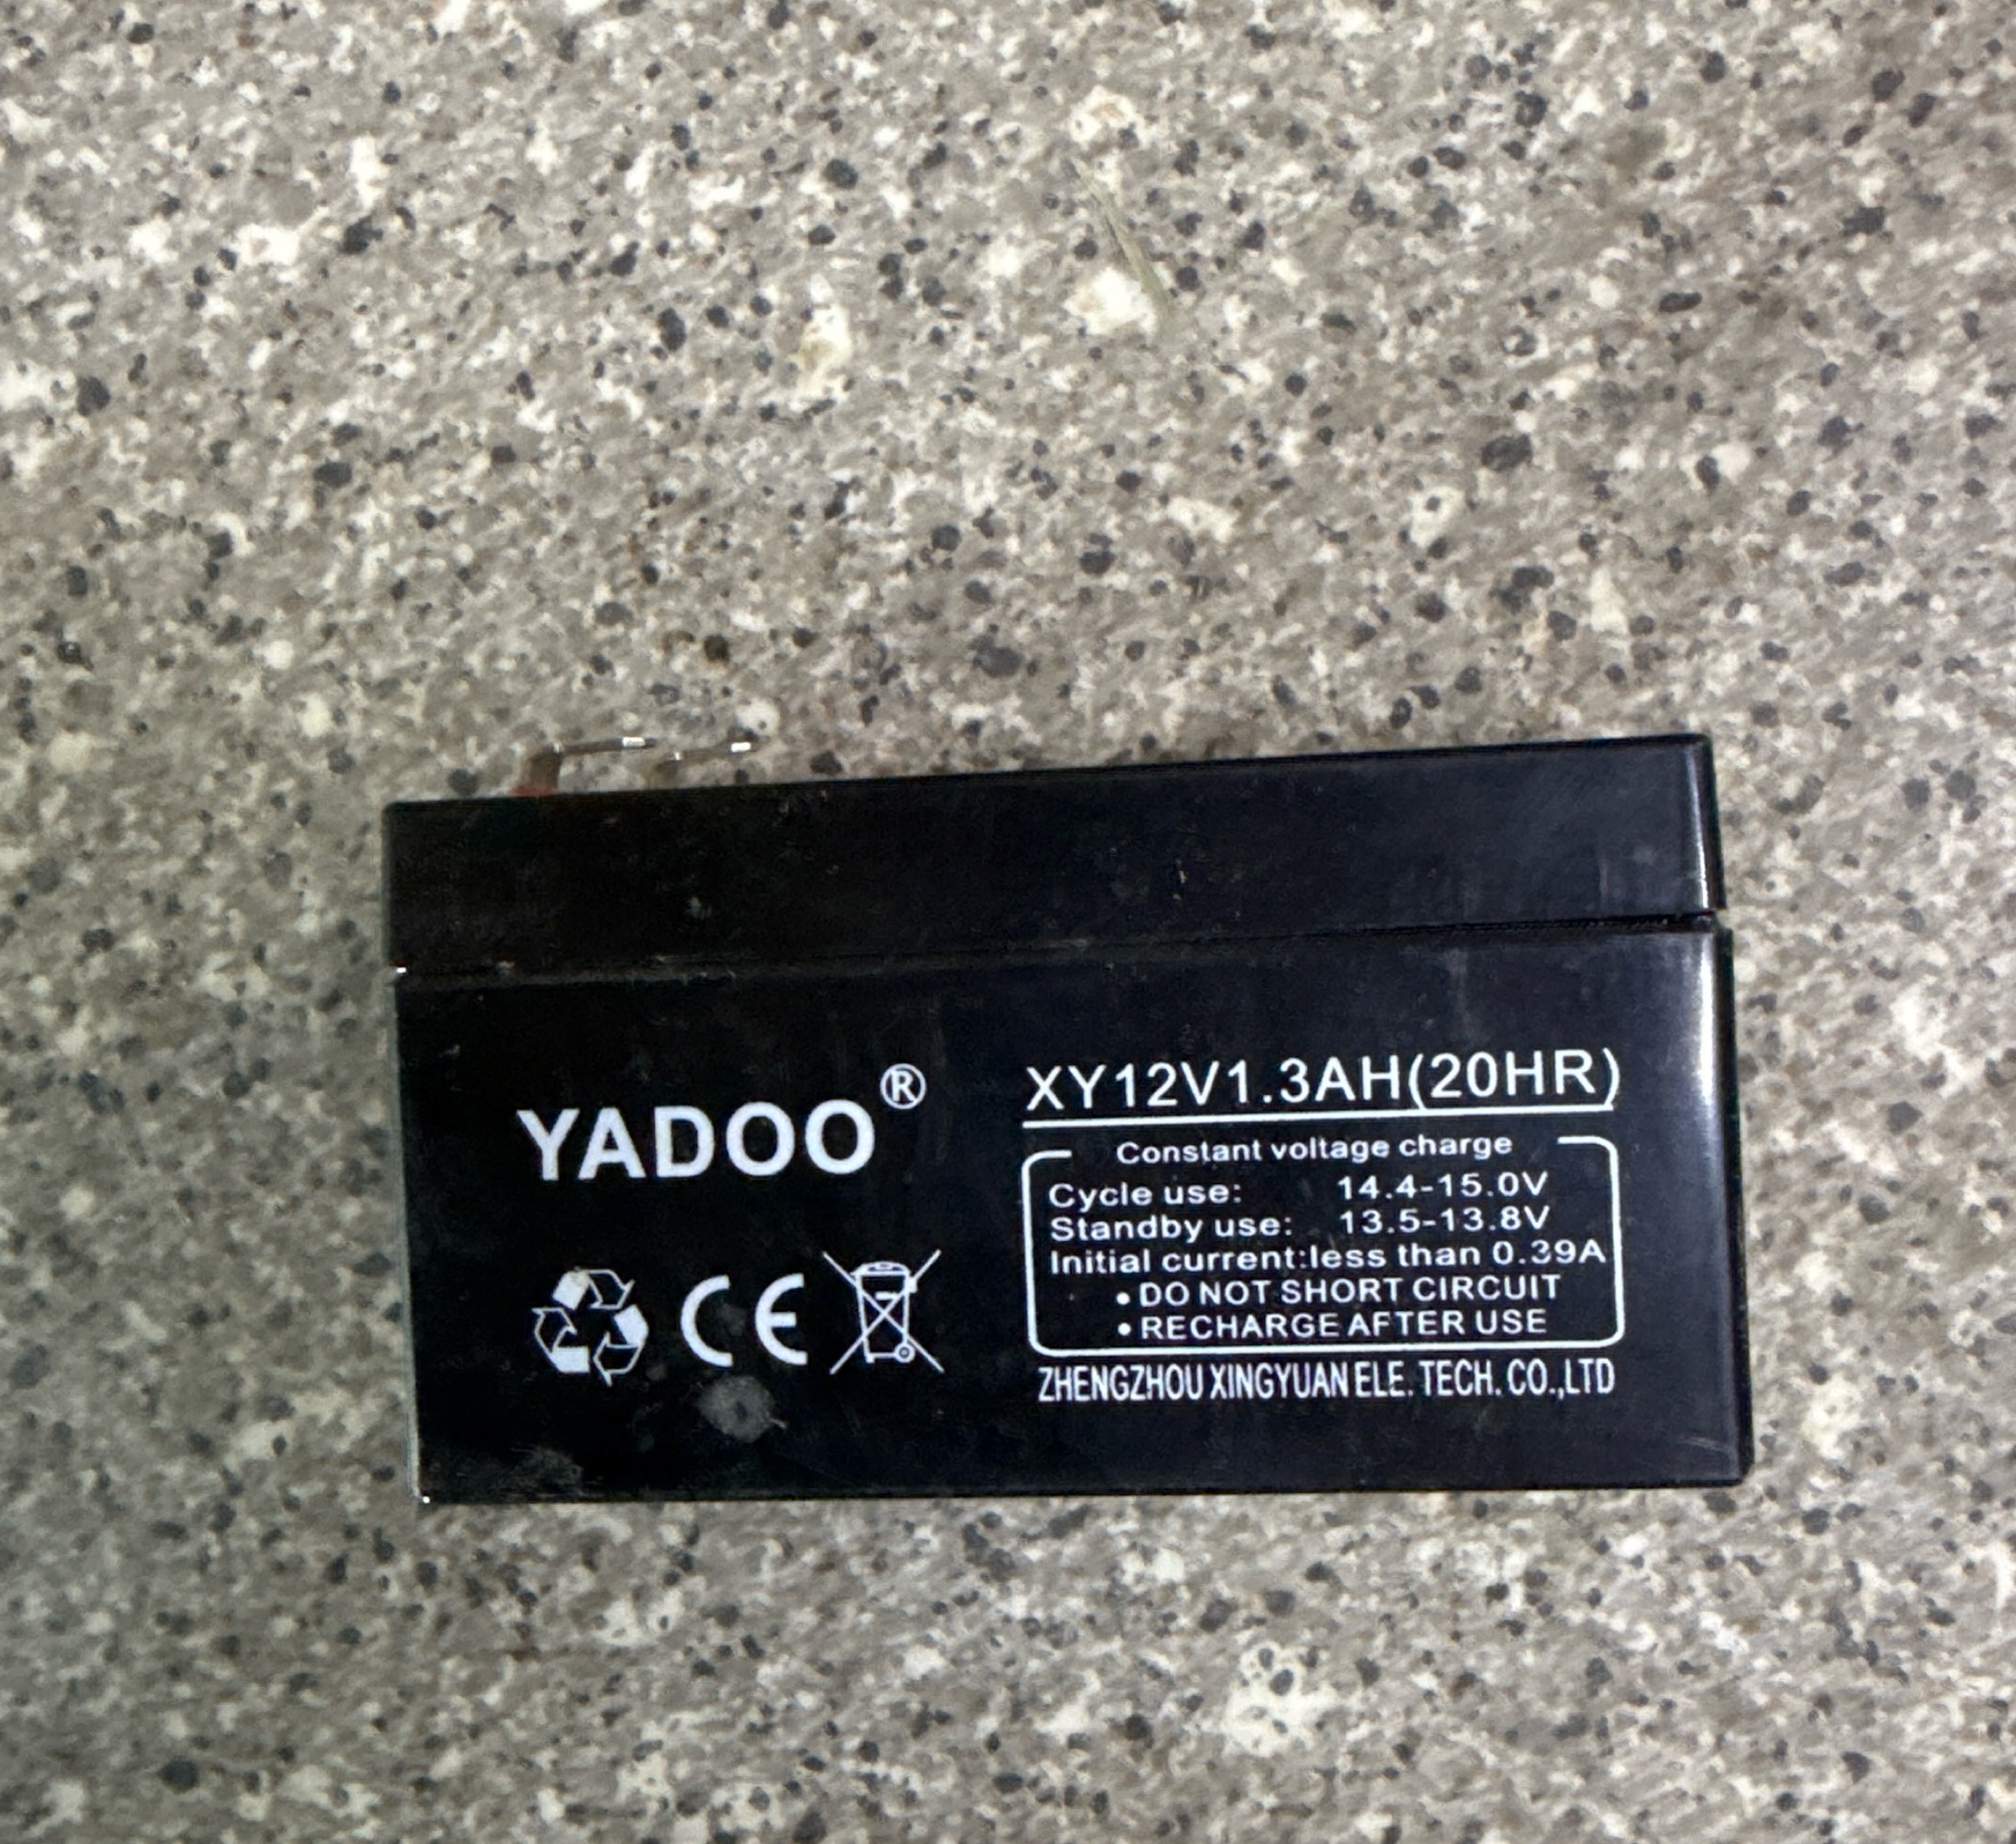 YADOO®
CE
XY12V1.3AH(20HR)
Constant voltage charge
Cycle use: 14.4-15.0V
Standby use: 13.5-13.8V
Initial current:less than 0.39A
• DO NOT SHORT CIRCUIT
• RECHARGE AFTER USE
ZHENGZHOU XINGYUAN ELE. TECH. CO.,LTD